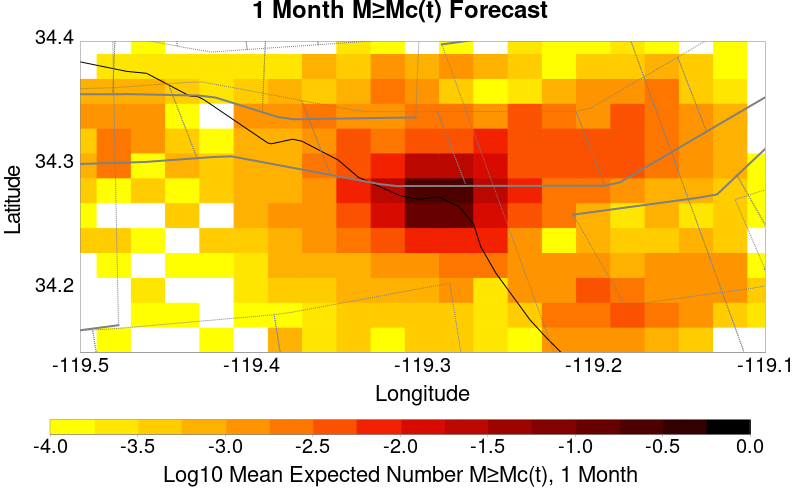 1 Month M≥Mc(t) Forecast
34.4
34.3
34.2
Latitude
-119.5 -119.4 -119.3 -119.2 -119.1
Longitude
-4.0 -3.5 -3.0 -2.5 -2.0 -1.5 -1.0 -0.5 0.0
Log10 Mean Expected Number M≥Mc(t), 1 Month